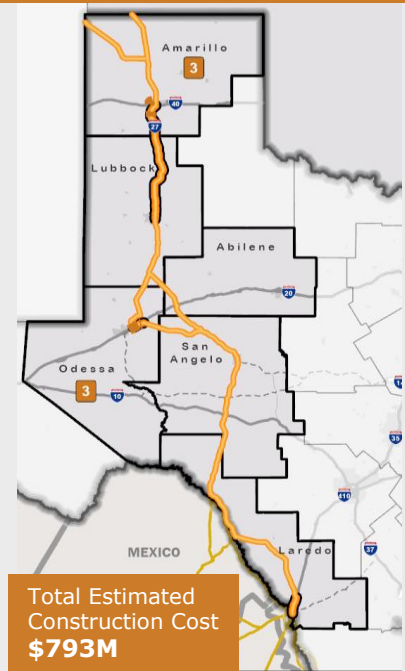 Amarillo
3
40
27
Lubbock
Abilene
20
San
Angelo
Odessa
3
10
35
410
MEXICO
Laredo
37
Total Estimated
Construction Cost
$793M